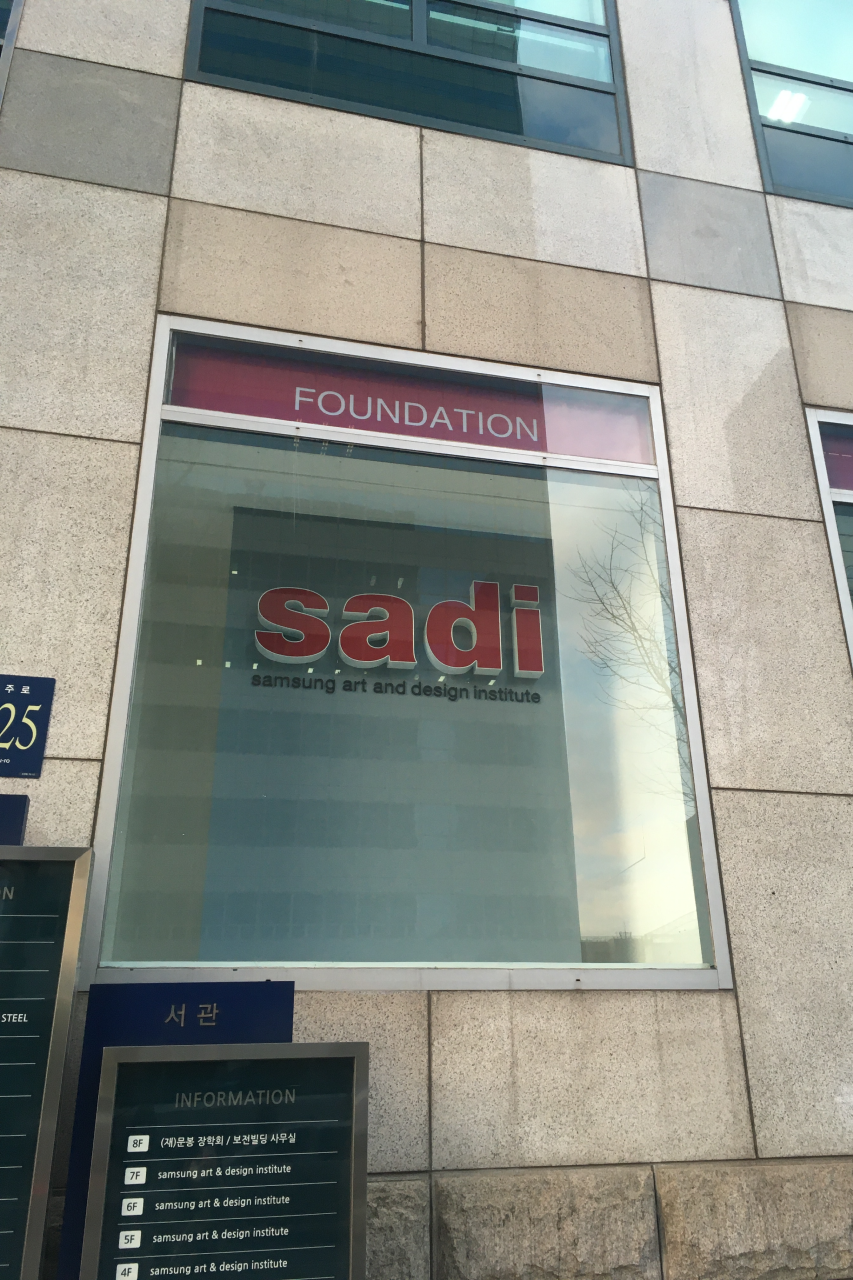 FOUNDATION
sadi
samsung art and design institute
주로
25
서관
STEEL
INFORMATION
8F (재)문봉 장학회 / 보전빌딩 사무실
7F samsung art & design institute
6F samsung art & design institute
5F samsung art & design institute
4F samsung art & design institute